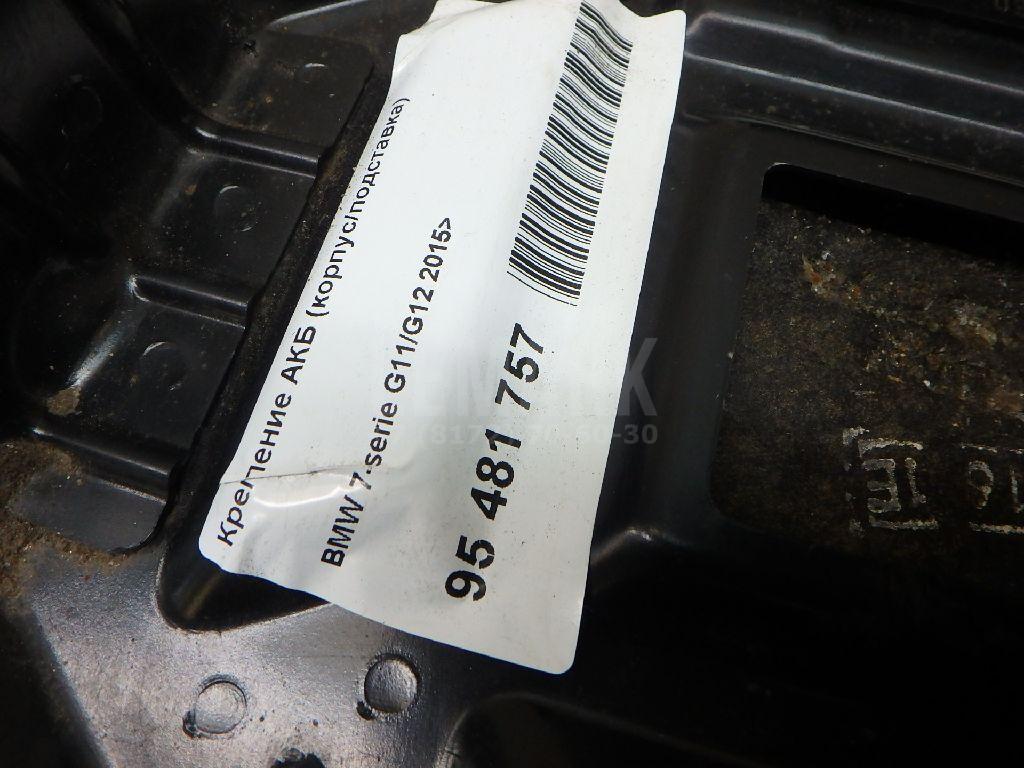 Крепление АКБ (корпус/подставка)
BMW 7-serie G11/G12 2015>
95 481 757